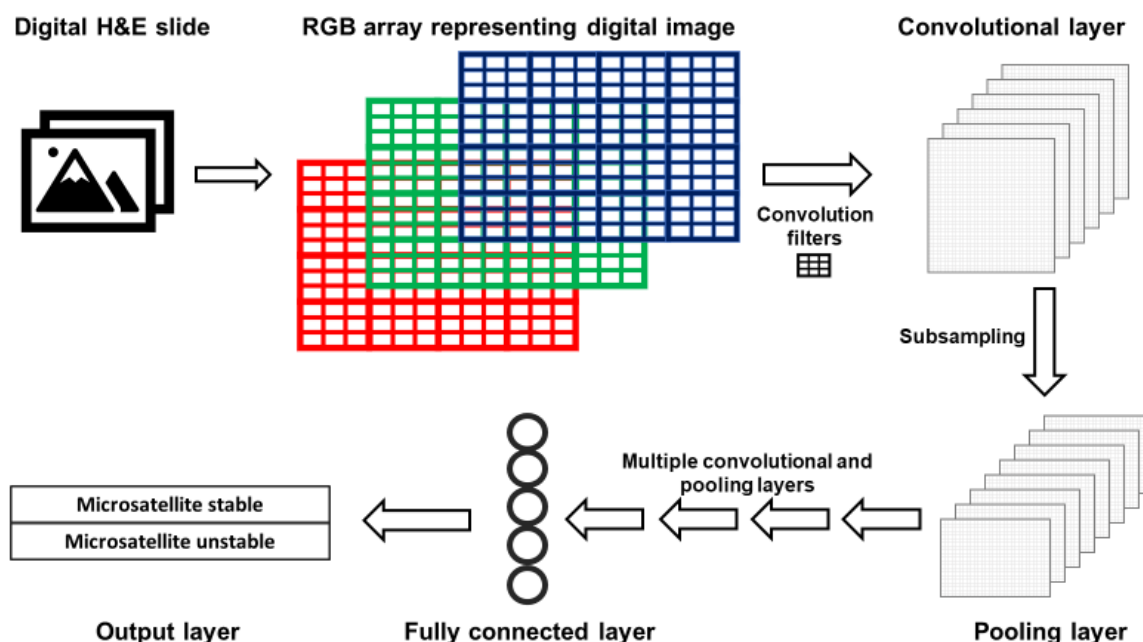 Digital H&E slide
RGB array representing digital image
Convolutional layer
Convolution
filters
Subsampling
Multiple convolutional and
pooling layers
Microsatellite stable
Microsatellite unstable
Output layer
Fully connected layer
Pooling layer